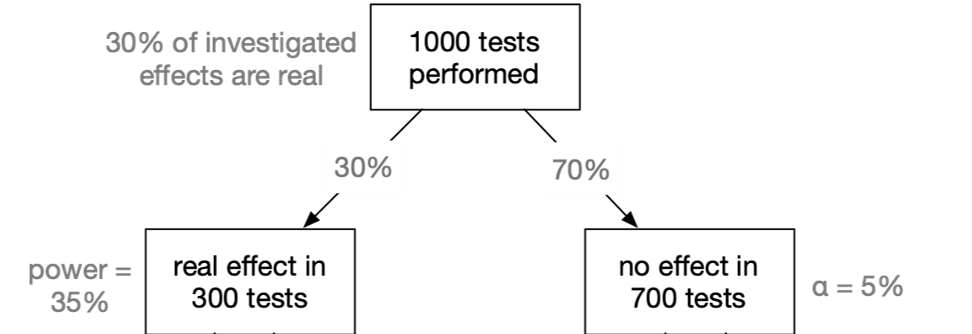 30% of investigated
effects are real
1000 tests
performed
30%
70%
power =
35%
real effect in
300 tests
no effect in
700 tests
α = 5%